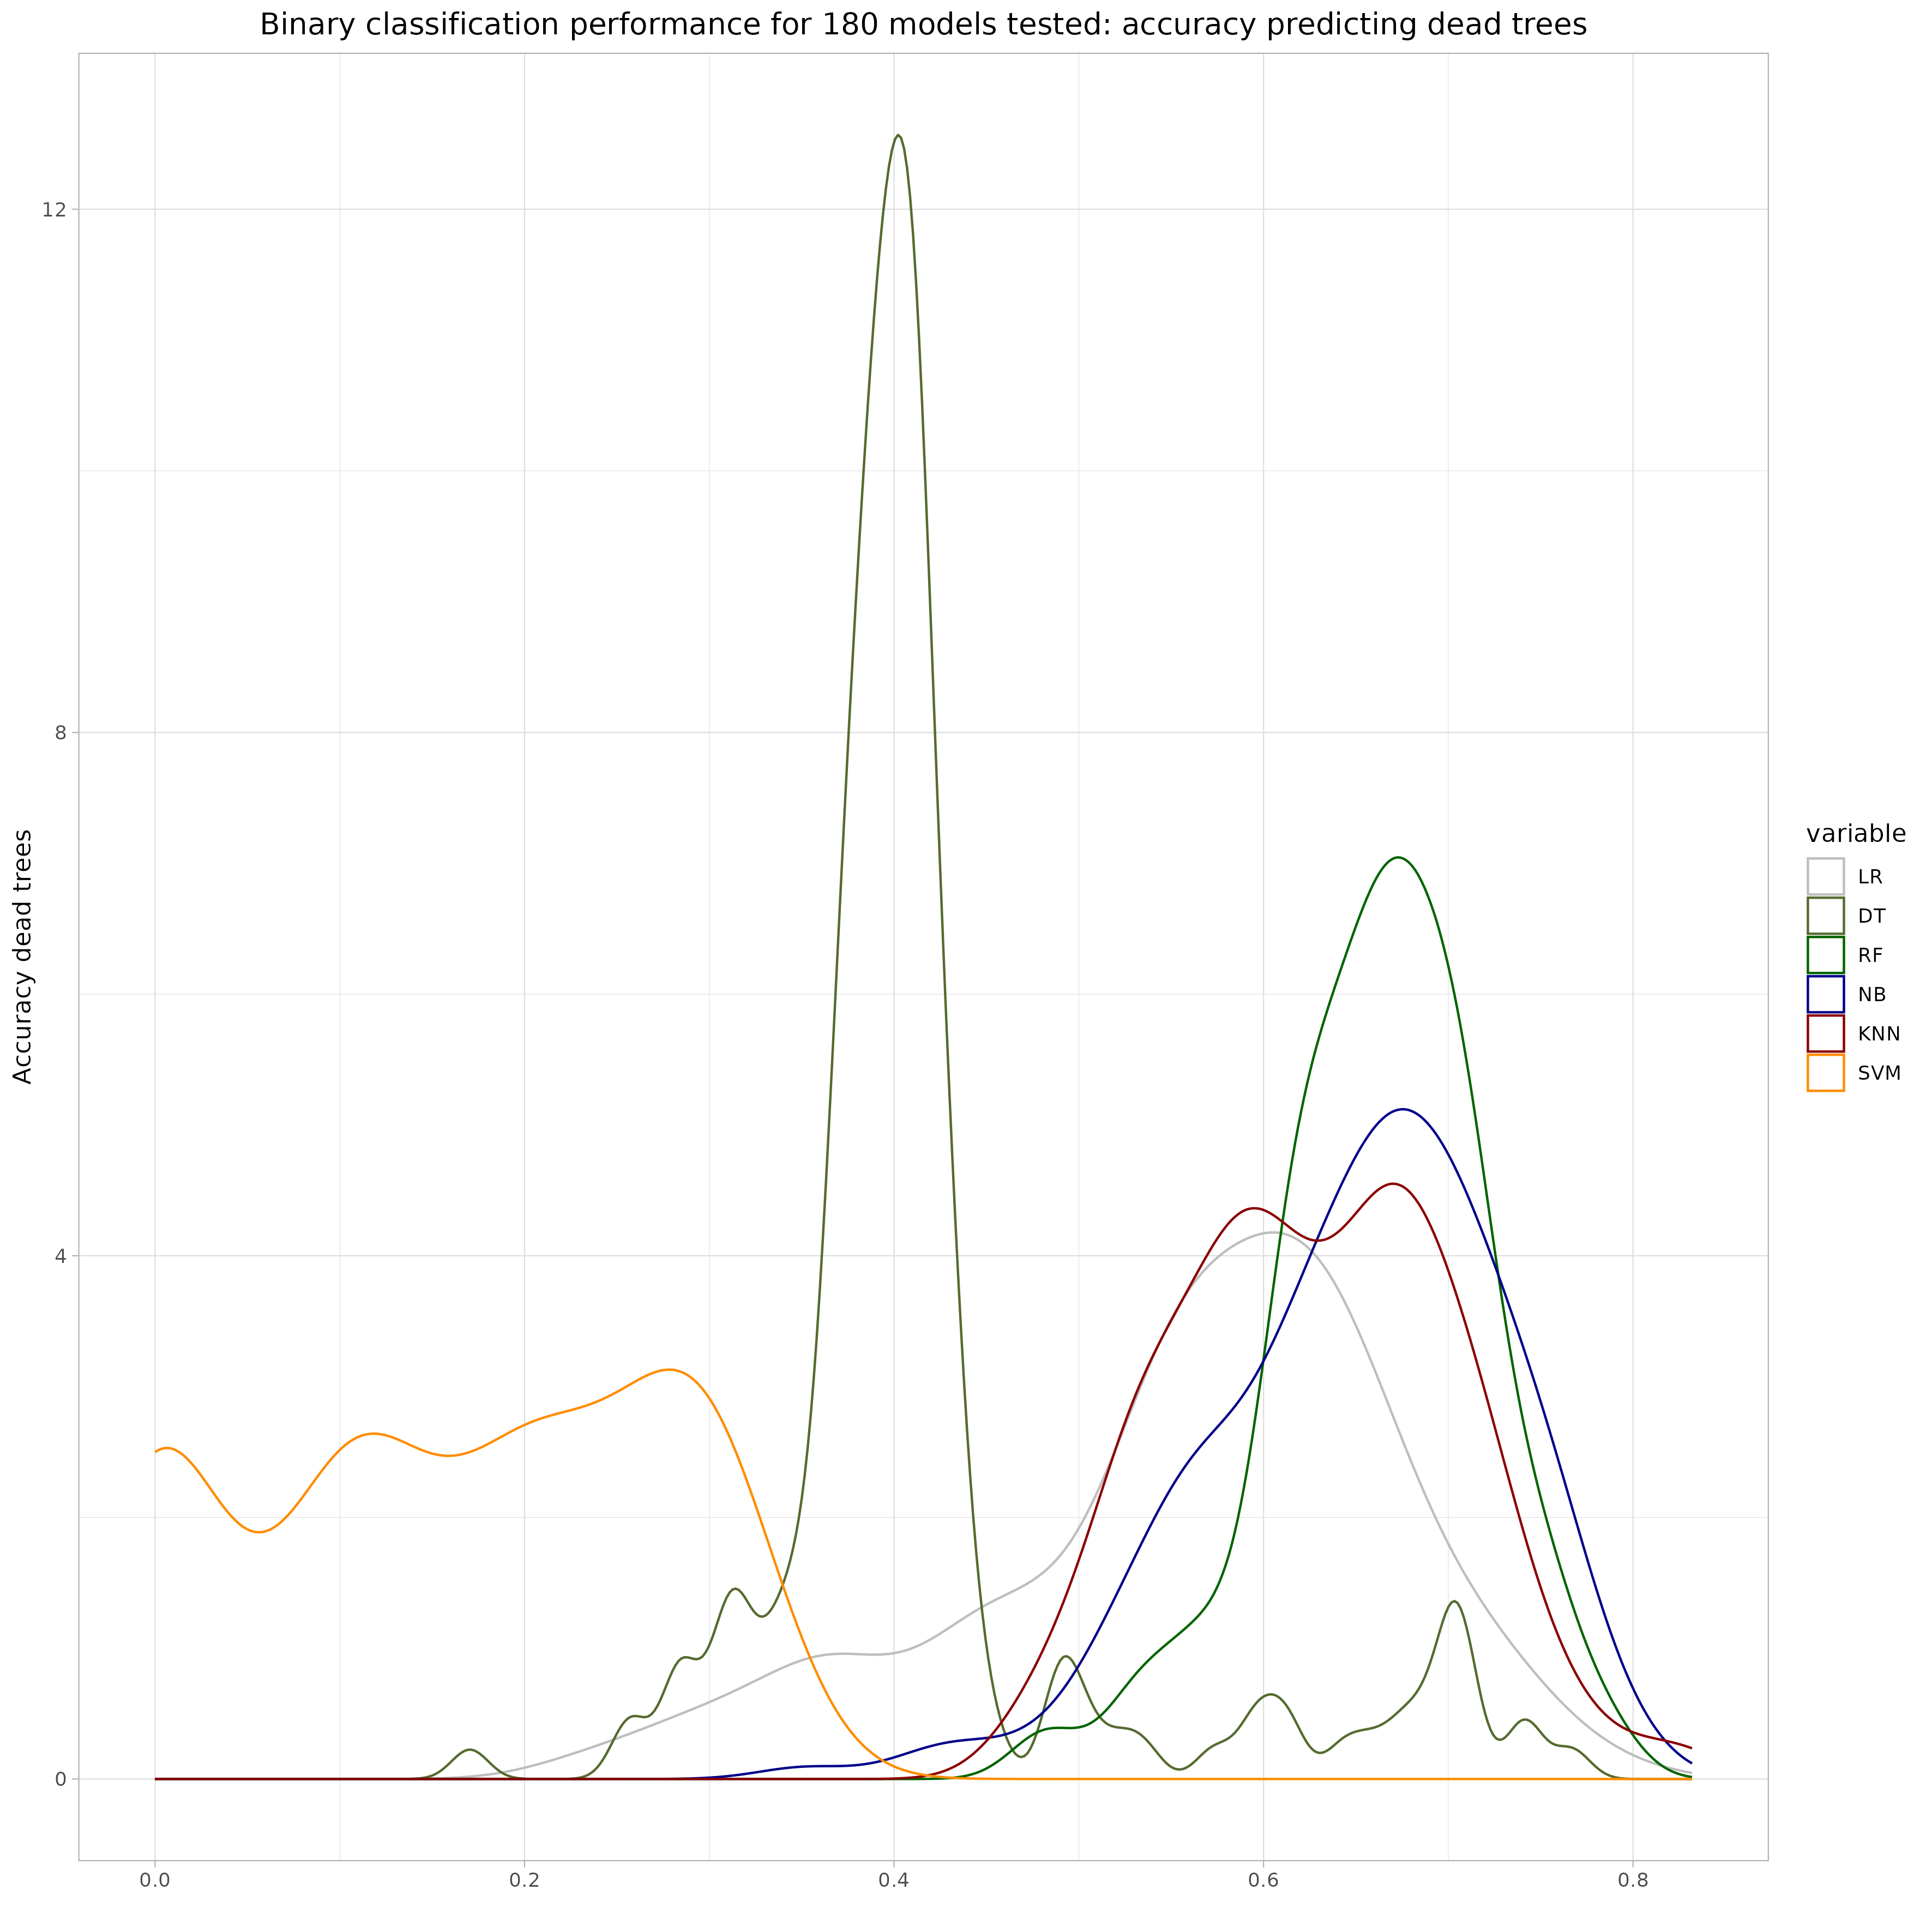 Binary classification performance for 180 models tested: accuracy predicting dead trees
Accuracy dead trees
12
8
4
0
0.0
0.2
0.4
0.6
0.8
variable
LR
DT
RF
NB
KNN
SVM